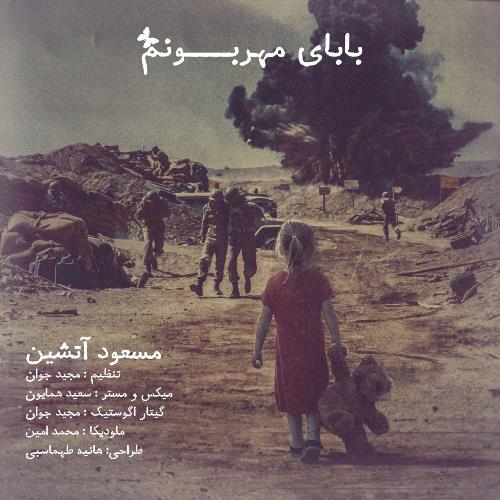 بابای مهربونم
مسعود آتشین
تنظیم : مجید جوان
میکس و مستر : سعید همایون
گیتار اگوستیک : مجید جوان
ملودیکا : محمد امین
طراحی: هانیه طهماسبی